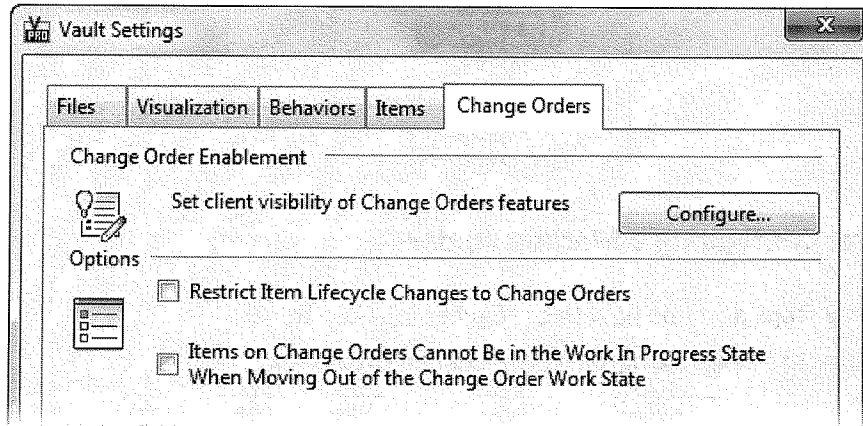 Vault Settings
Files Visualization Behaviors Items Change Orders
Change Order Enablement
Set client visibility of Change Orders features
Configure...
Options
Restrict Item Lifecycle Changes to Change Orders
Items on Change Orders Cannot Be in the Work In Progress State
When Moving Out of the Change Order Work State